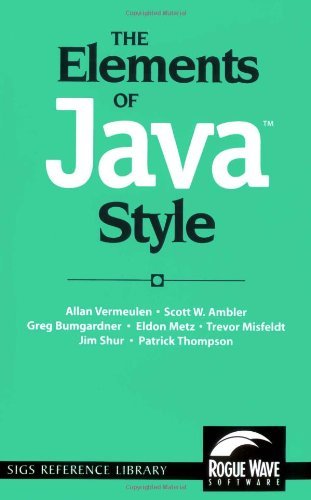 THE
Elements
OF
Java™
Style
Allan Vermeulen • Scott W. Ambler
Greg Bumgardner • Eldon Metz • Trevor Misfeldt
Jim Shur • Patrick Thompson
SIGS REFERENCE LIBRARY
ROGUE WAVE
SOFTWARE